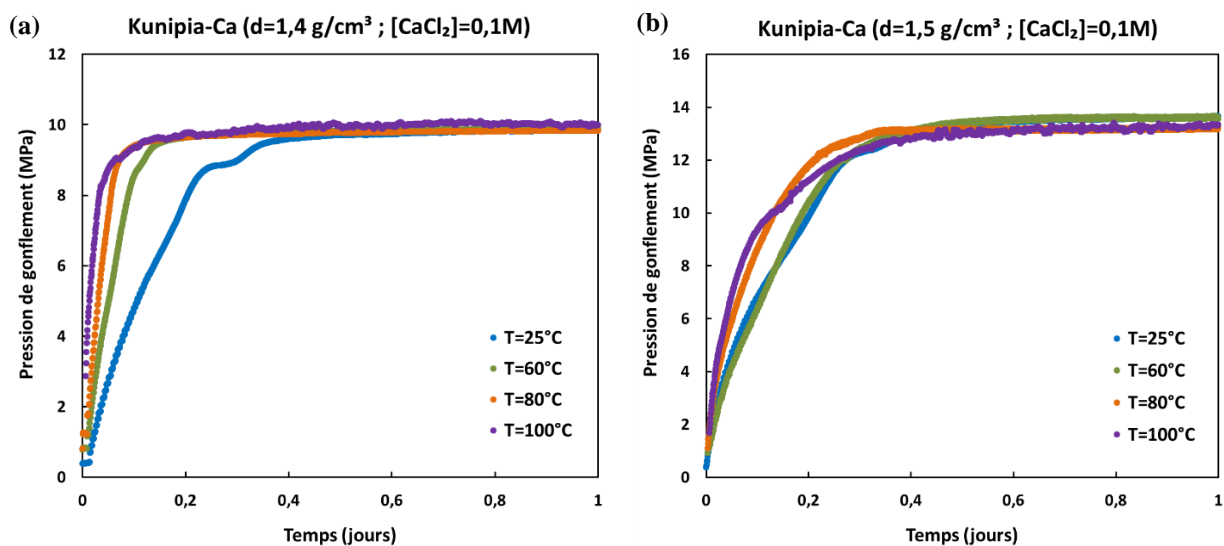 (a)
Kunipia-Ca (d=1,4 g/cm³ ; [CaCl₂]=0,1M)
Pression de gonflement (MPa)
12
10
8
6
4
2
0
0
0,2
0,4
0,6
0,8
1
Temps (jours)
T=25°C
T=60°C
T=80°C
T=100°C
(b)
Kunipia-Ca (d=1,5 g/cm³ ; [CaCl₂]=0,1M)
Pression de gonflement (MPa)
16
14
12
10
8
6
4
2
0
0
0,2
0,4
0,6
0,8
1
Temps (jours)
T=25°C
T=60°C
T=80°C
T=100°C